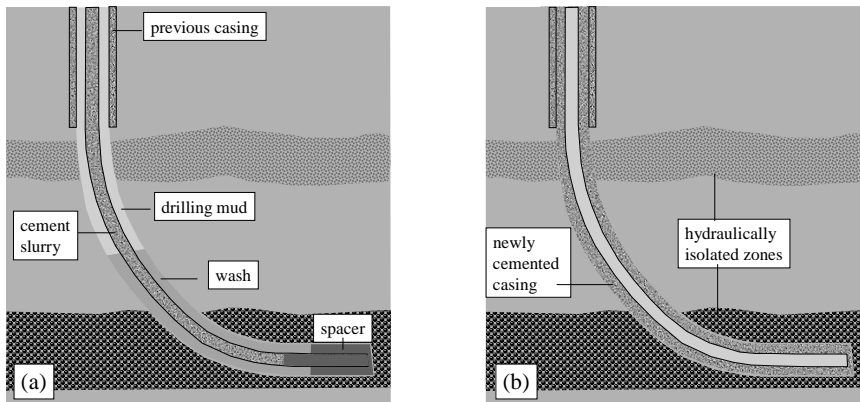 previous casing
drilling mud
cement
slurry
wash
spacer
(a)
hydraulically
isolated zones
newly
cemented
casing
(b)